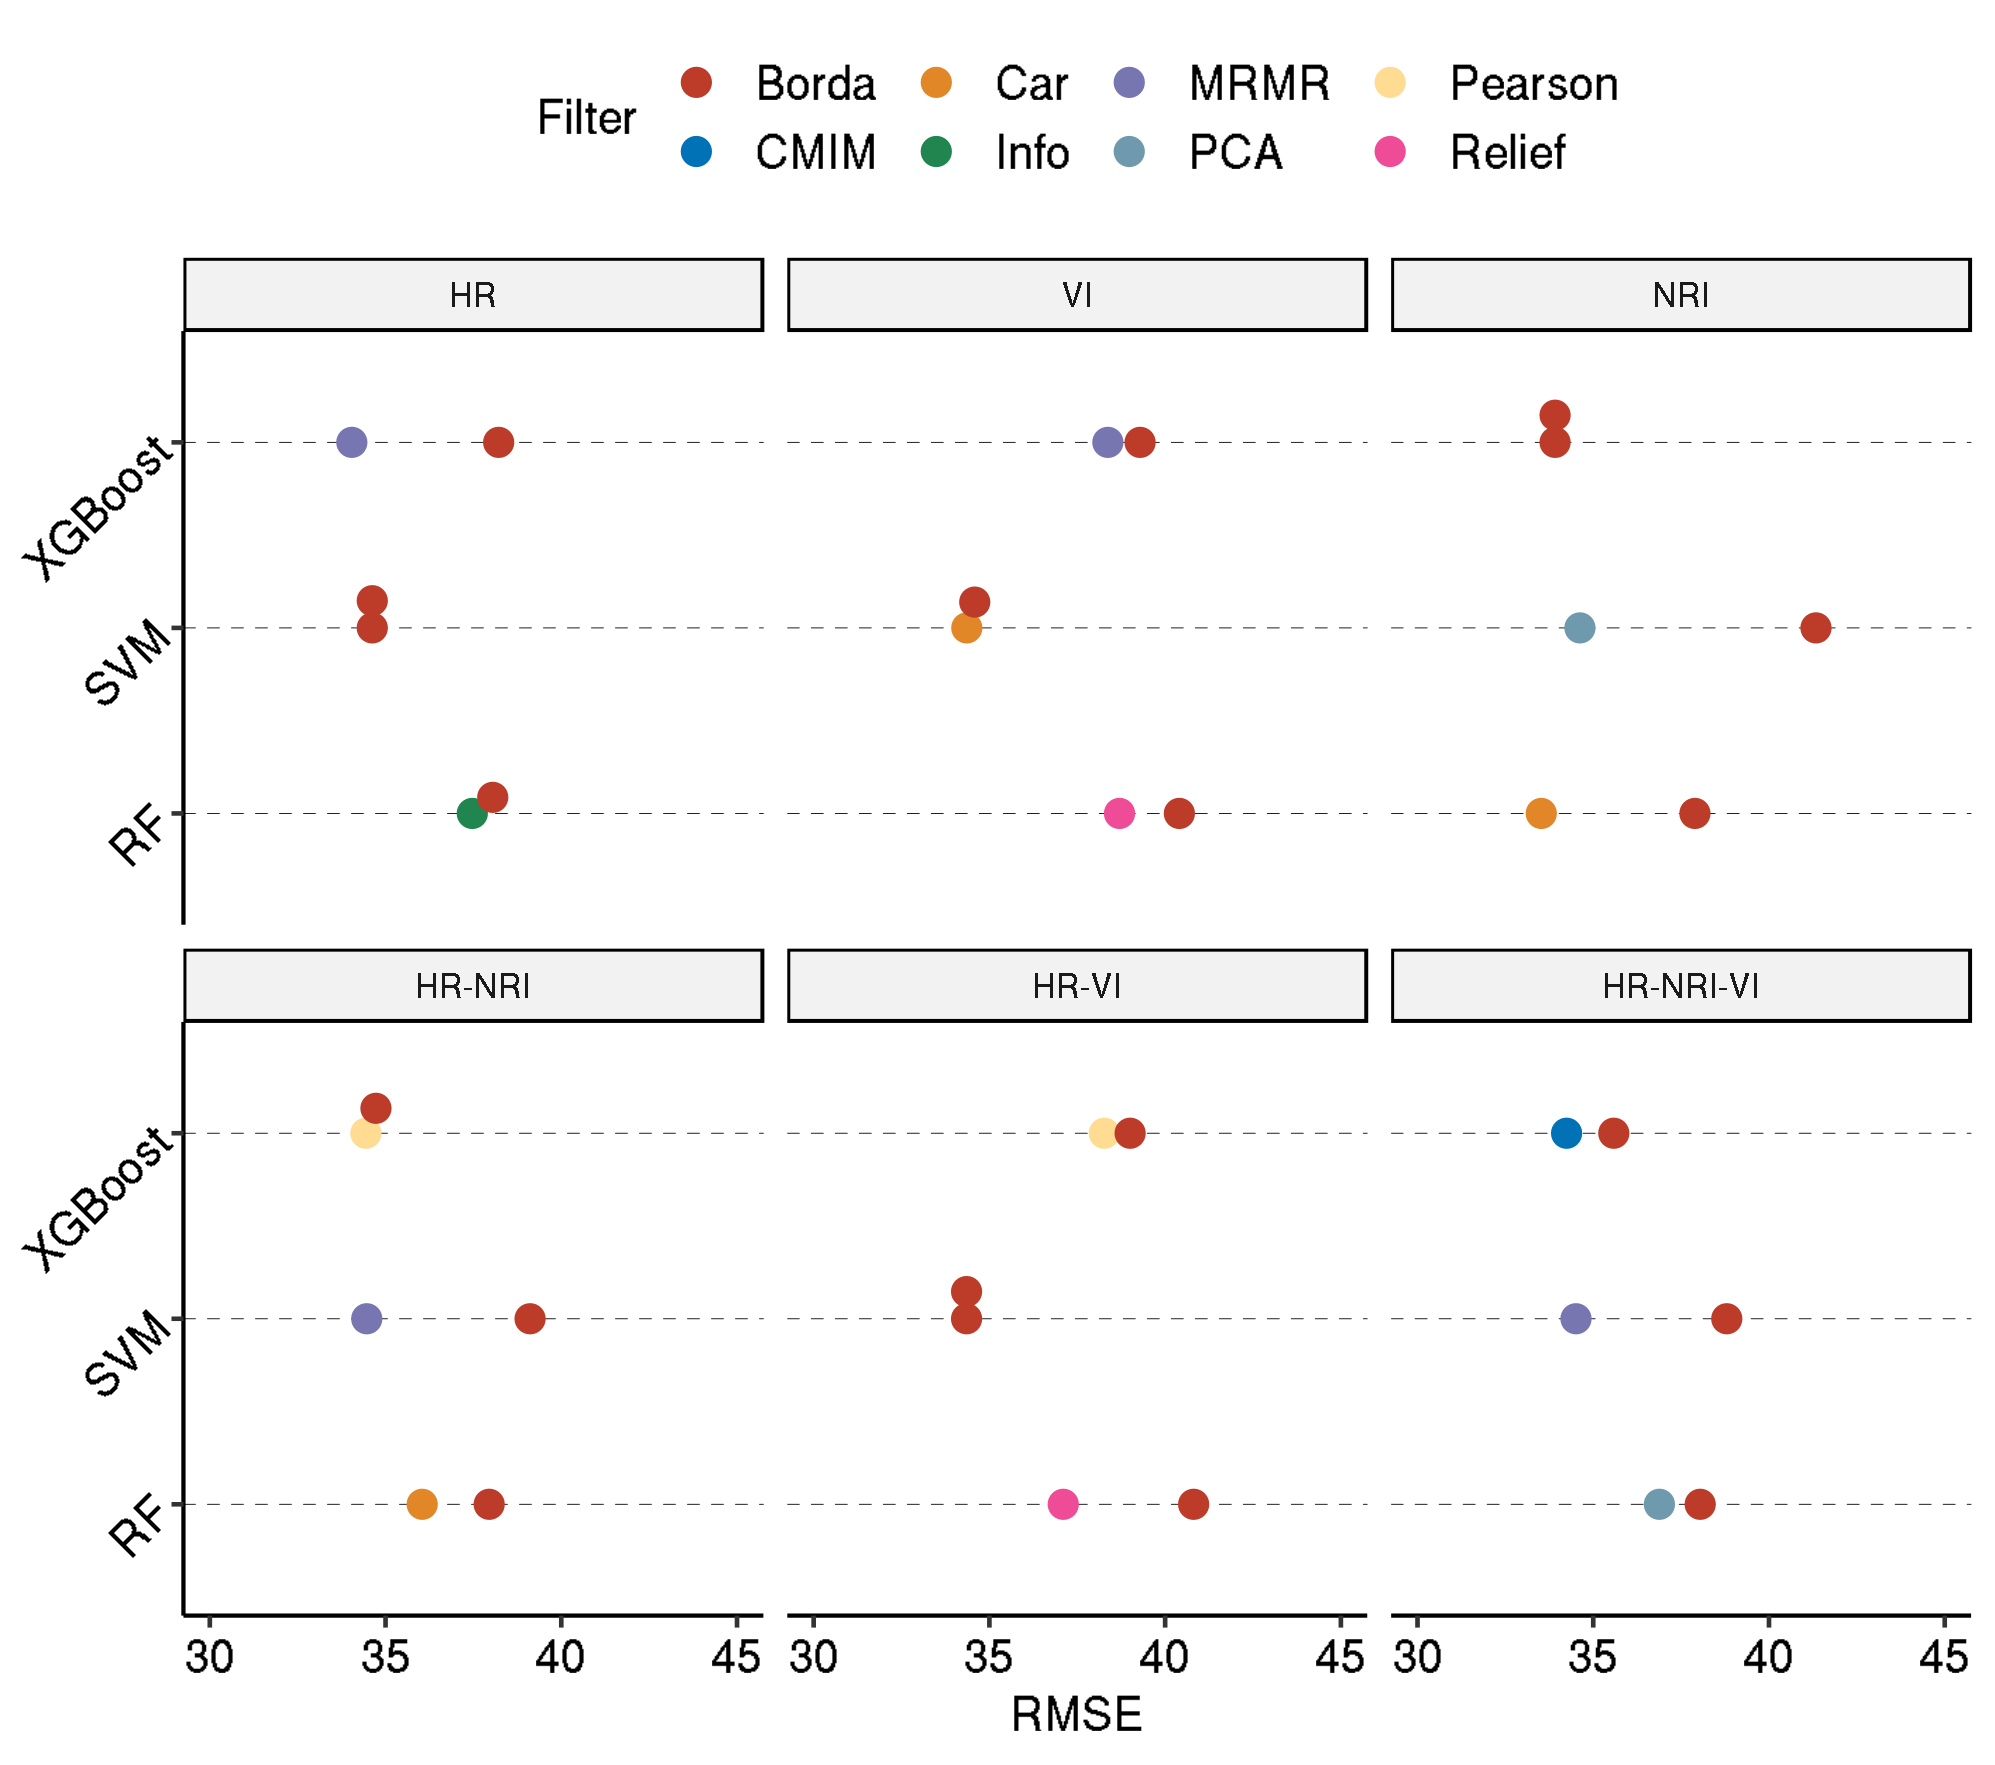 Filter
Borda Car MRMR Pearson
CMIM Info PCA Relief
HR VI NRI
XGBoost
SVM
RF
HR-NRI HR-VI HR-NRI-VI
XGBoost
SVM
RF
30 35 40 45 30 35 40 45 30 35 40 45
RMSE